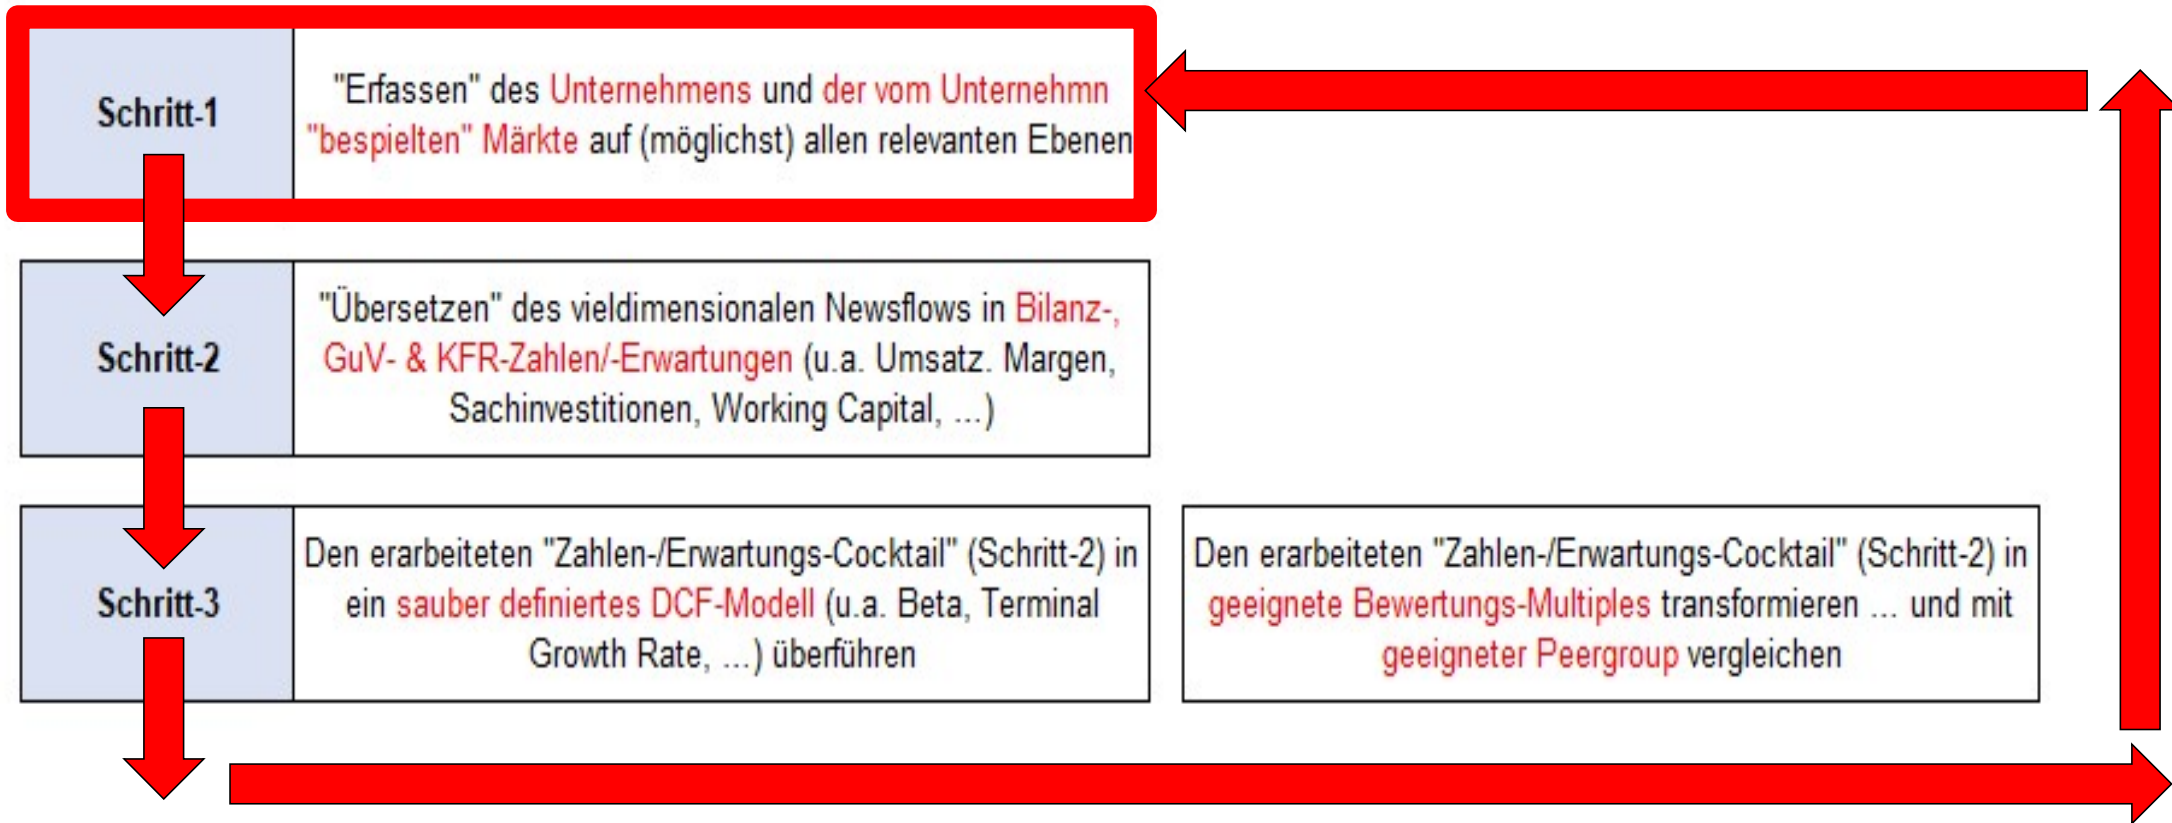 Schritt-1
"Erfassen" des Unternehmens und der vom Unternehmn
"bespielten" Märkte auf (möglichst) allen relevanten Ebenen
Schritt-2
"Übersetzen" des vieldimensionalen Newsflows in Bilanz-,
GuV- & KFR-Zahlen/-Erwartungen (u.a. Umsatz. Margen,
Sachinvestitionen, Working Capital, ...)
Schritt-3
Den erarbeiteten "Zahlen-/Erwartungs-Cocktail" (Schritt-2) in
ein sauber definiertes DCF-Modell (u.a. Beta, Terminal
Growth Rate, ...) überführen
Den erarbeiteten "Zahlen-/Erwartungs-Cocktail" (Schritt-2) in
geeignete Bewertungs-Multiples transformieren ... und mit
geeigneter Peergroup vergleichen